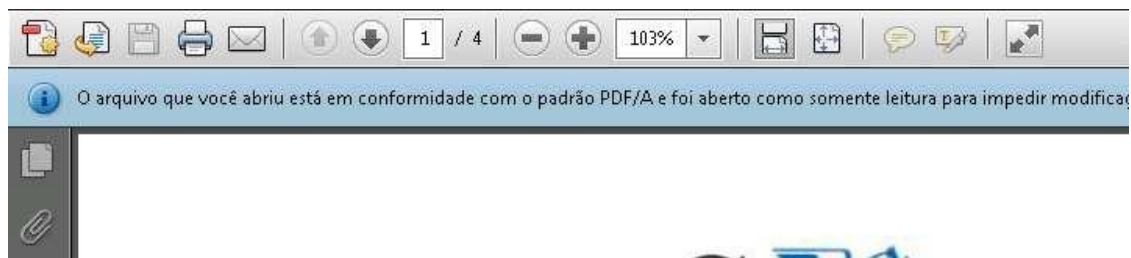 1 / 4 103%
O arquivo que você abriu está em conformidade com o padrão PDF/A e foi aberto como somente leitura para impedir modifica